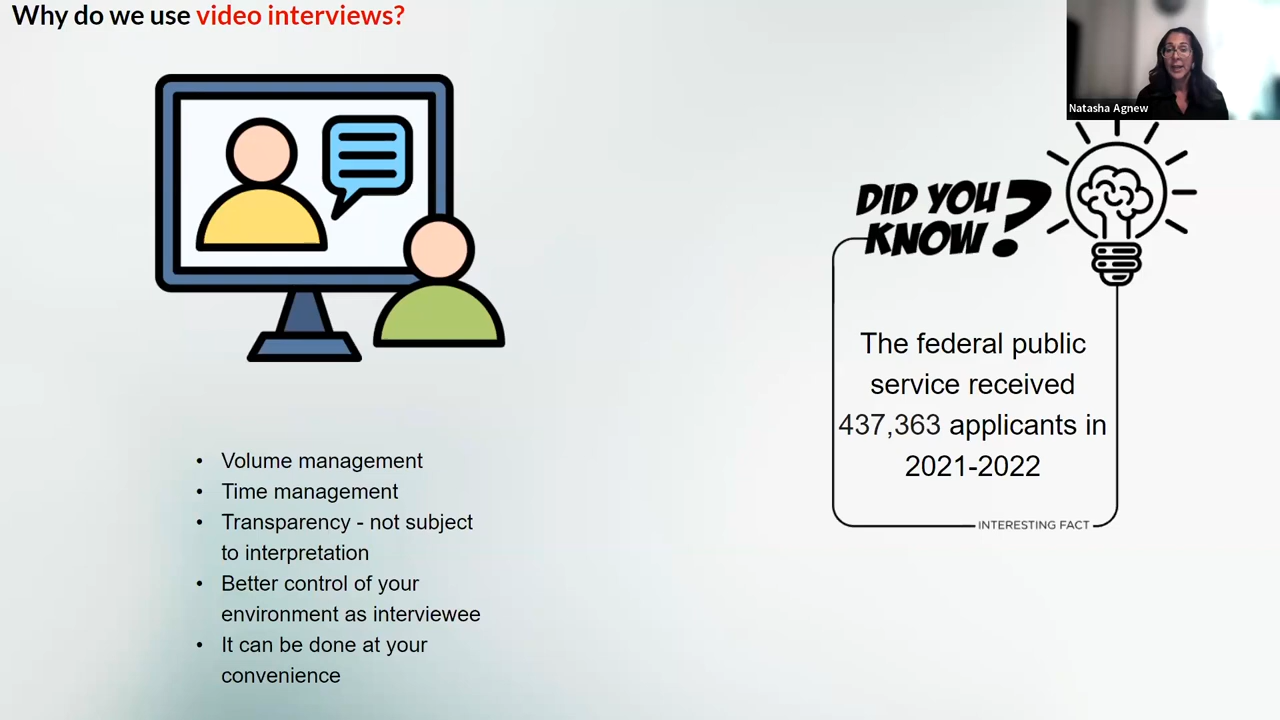 Why do we use video interviews?
Natasha Agnew
DID YOU
KNOW?
The federal public
service received
437,363 applicants in
2021-2022
INTERESTING FACT
• Volume management
• Time management
• Transparency - not subject
to interpretation
• Better control of your
environment as interviewee
• It can be done at your
convenience